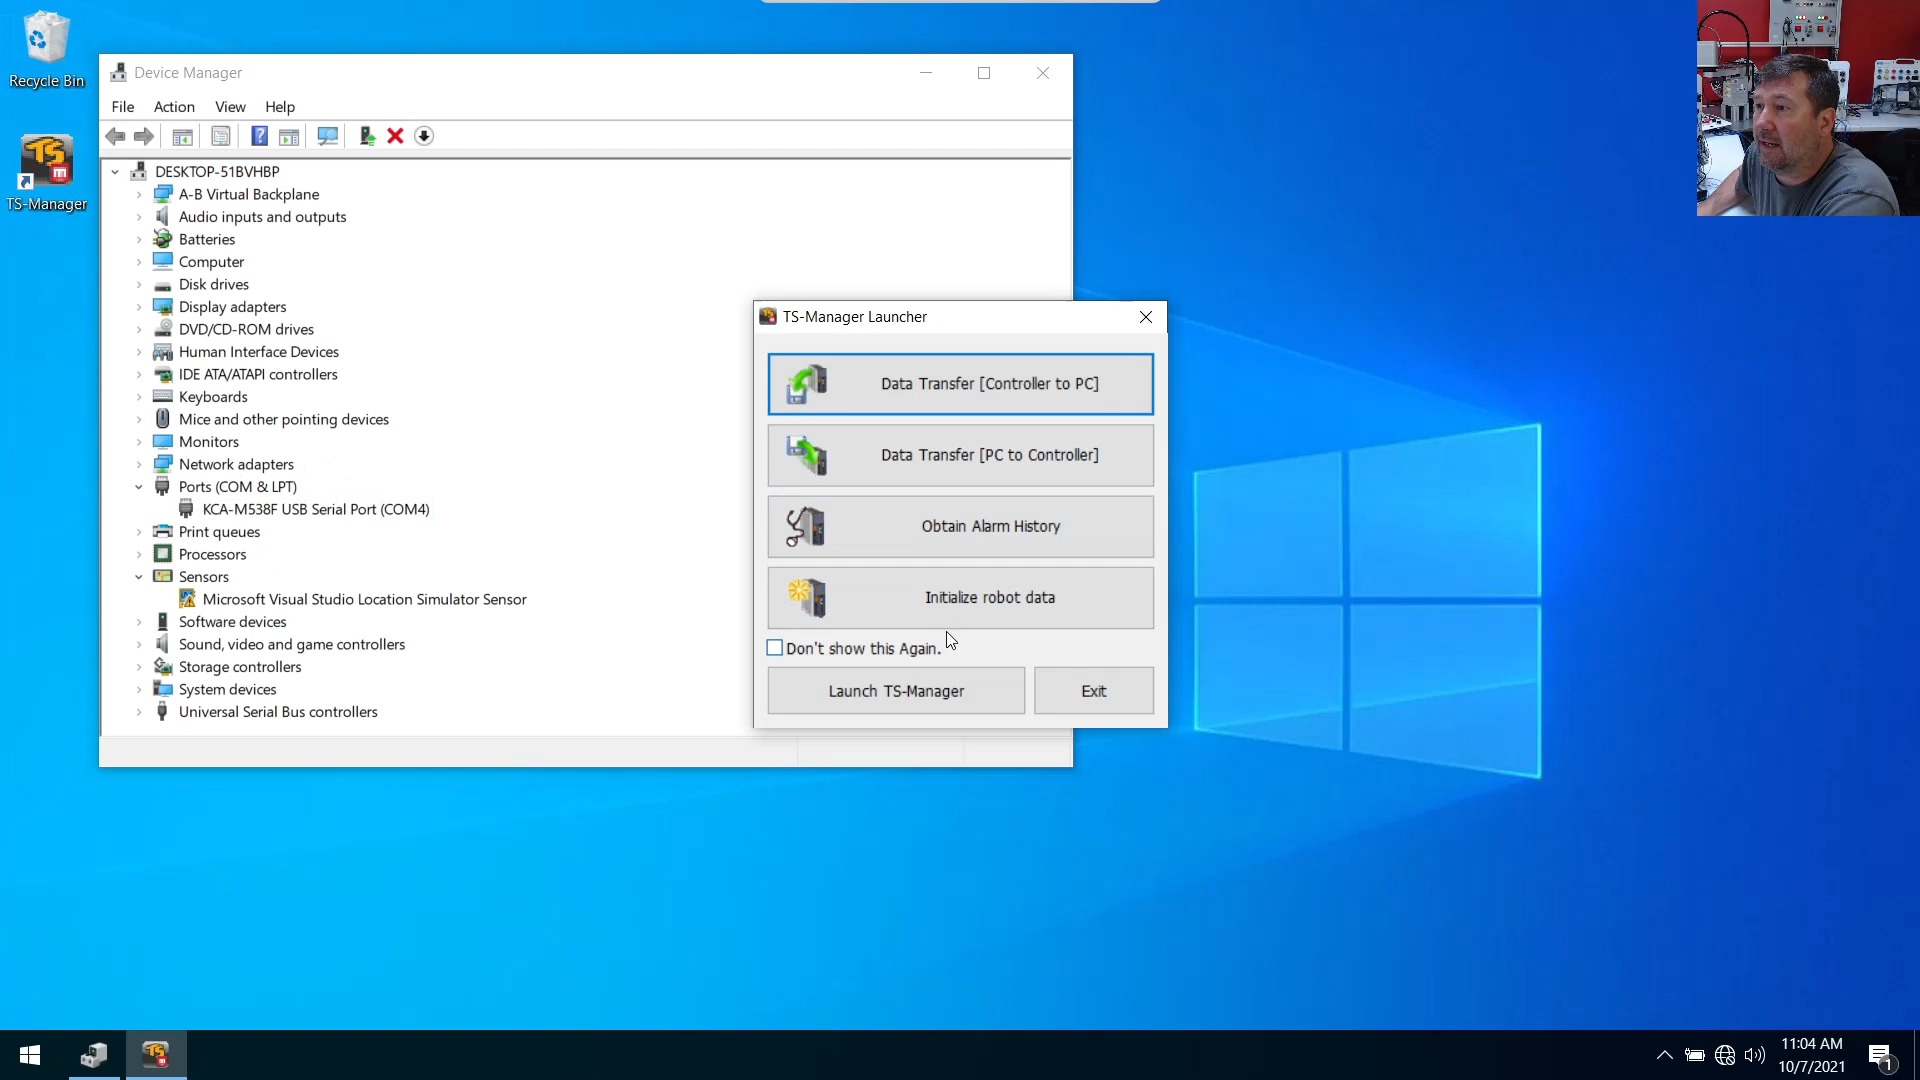 Recycle Bin
TS-Manager
Device Manager
File Action View Help
DESKTOP-51BVHBP
A-B Virtual Backplane
Audio inputs and outputs
Batteries
Computer
Disk drives
Display adapters
DVD/CD-ROM drives
Human Interface Devices
IDE ATA/ATAPI controllers
Keyboards
Mice and other pointing devices
Monitors
Network adapters
Ports (COM & LPT)
KCA-M538F USB Serial Port (COM4)
Print queues
Processors
Sensors
Microsoft Visual Studio Location Simulator Sensor
Software devices
Sound, video and game controllers
Storage controllers
System devices
Universal Serial Bus controllers
TS-Manager Launcher
Data Transfer [Controller to PC]
Data Transfer [PC to Controller]
Obtain Alarm History
Initialize robot data
Don't show this Again.
Launch TS-Manager Exit
11:04 AM
10/7/2021
1